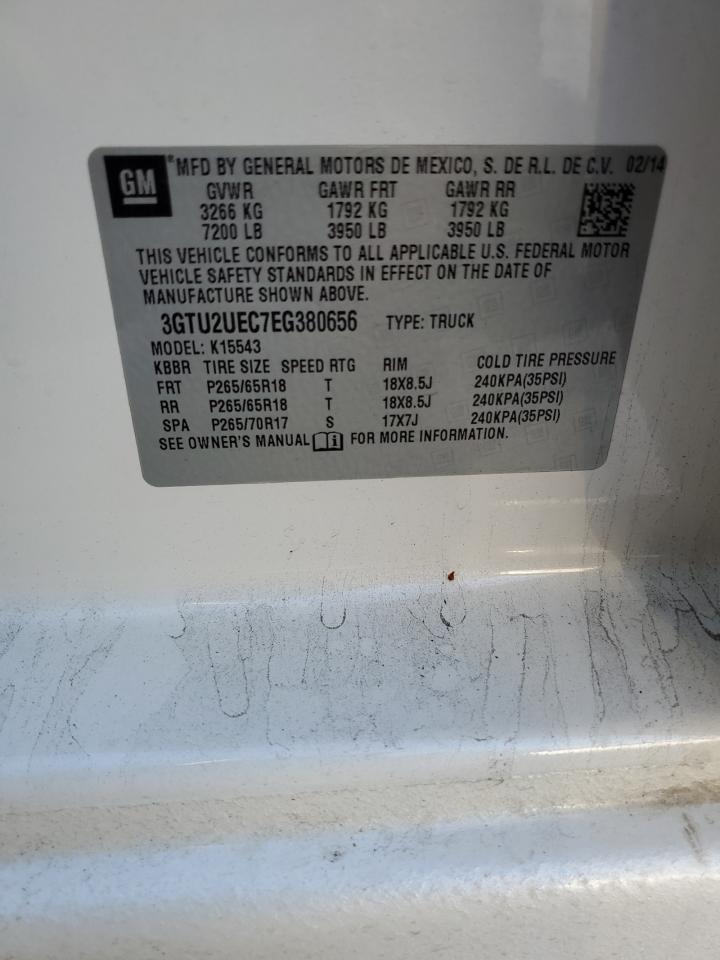 GM *MFD BY GENERAL MOTORS DE MEXICO, S. DE R.L. DE C.V. 02/14
GVWR GAWR FRT GAWR RR
3266 KG 1792 KG 1792 KG
7200 LB 3950 LB 3950 LB
THIS VEHICLE CONFORMS TO ALL APPLICABLE U.S. FEDERAL MOTOR
VEHICLE SAFETY STANDARDS IN EFFECT ON THE DATE OF
MANUFACTURE SHOWN ABOVE.
3GTU2UEC7EG380656 TYPE: TRUCK
MODEL: K15543
KBBR TIRE SIZE SPEED RTG RIM COLD TIRE PRESSURE
FRT P265/65R18 T 18X8.5J 240KPA(35PSI)
RR P265/65R18 T 18X8.5J 240KPA(35PSI)
SPA P265/70R17 S 17X7J 240KPA(35PSI)
SEE OWNER'S MANUAL FOR MORE INFORMATION.